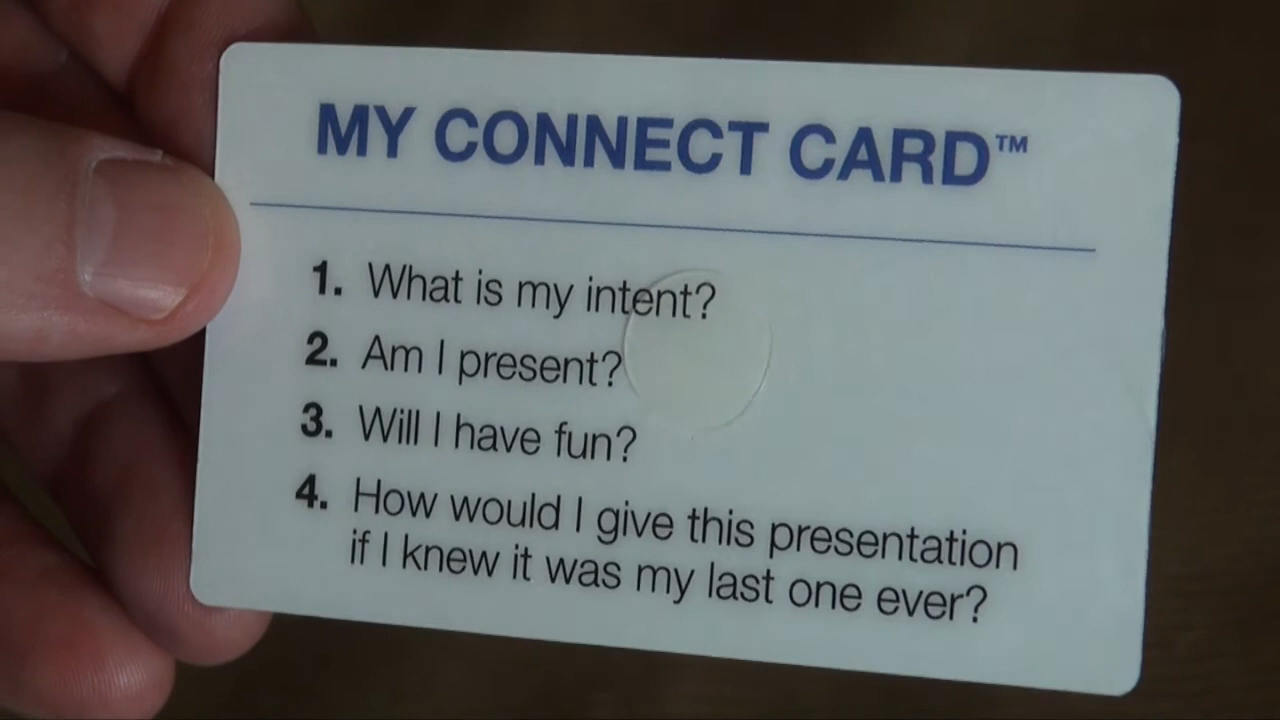 MY CONNECT CARD™
1. What is my intent?
2. Am I present?
3. Will I have fun?
4. How would I give this presentation
if I knew it was my last one ever?